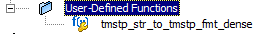 User-Defined Functions
tmstp_str_to_tmstp_fmt_dense